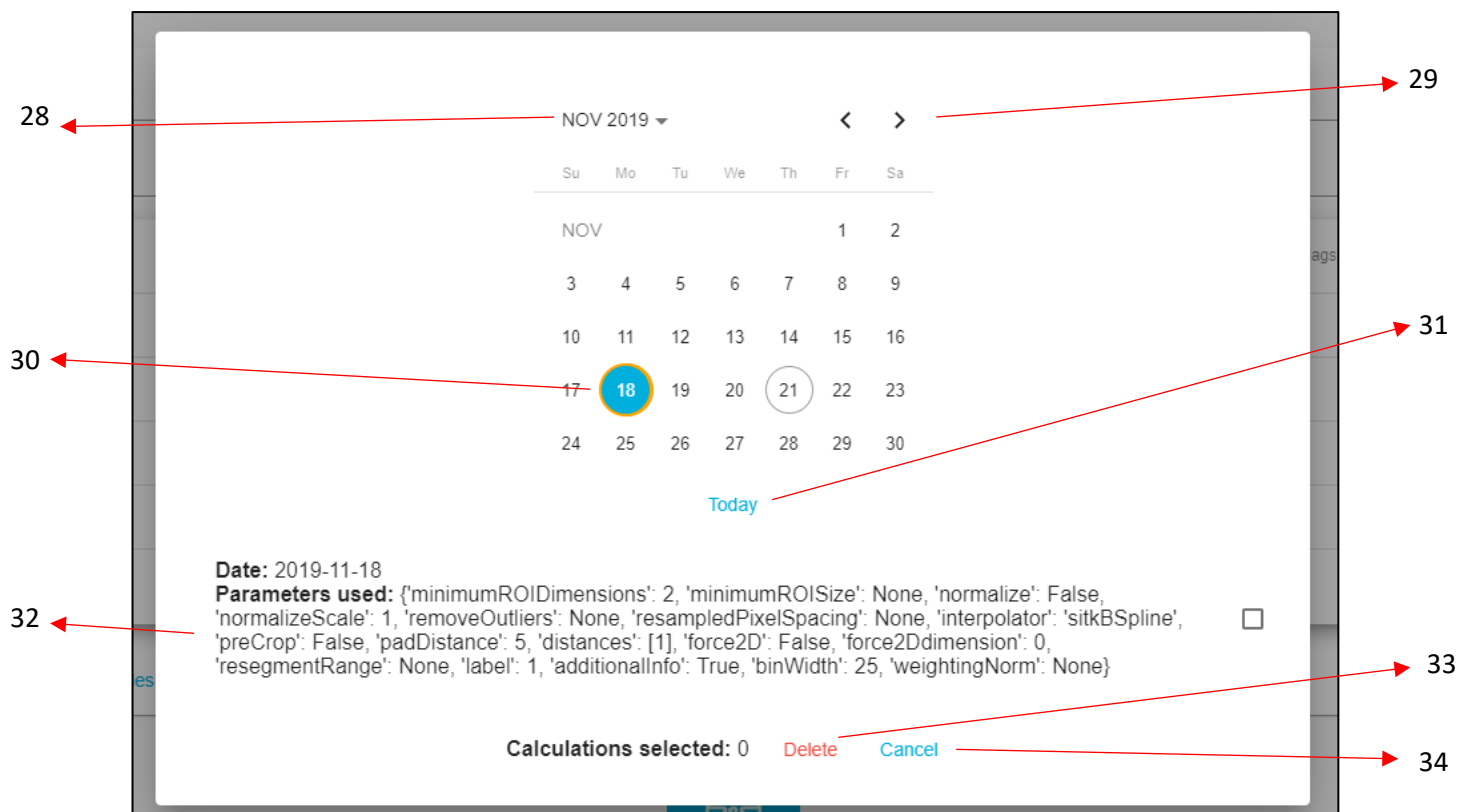 28
29
NOV 2019
Su Mo Tu We Th Fr Sa
NOV 1 2
3 4 5 6 7 8 9
ags
10 11 12 13 14 15 16
31
30
17 18 19 20 21 22 23
24 25 26 27 28 29 30
Today
Date: 2019-11-18
Parameters used: {'minimumROIDimensions': 2, 'minimumROISize': None, 'normalize': False,
'normalizeScale': 1, 'removeOutliers': None, 'resampledPixelSpacing': None, 'interpolator': 'sitkBSpline',
32
'preCrop': False, 'padDistance': 5, 'distances': [1], 'force2D': False, 'force2Ddimension': 0,
'resegmentRange': None, 'label': 1, 'additionalInfo': True, 'binWidth': 25, 'weightingNorm': None}
33
es
Calculations selected: 0 Delete Cancel
34